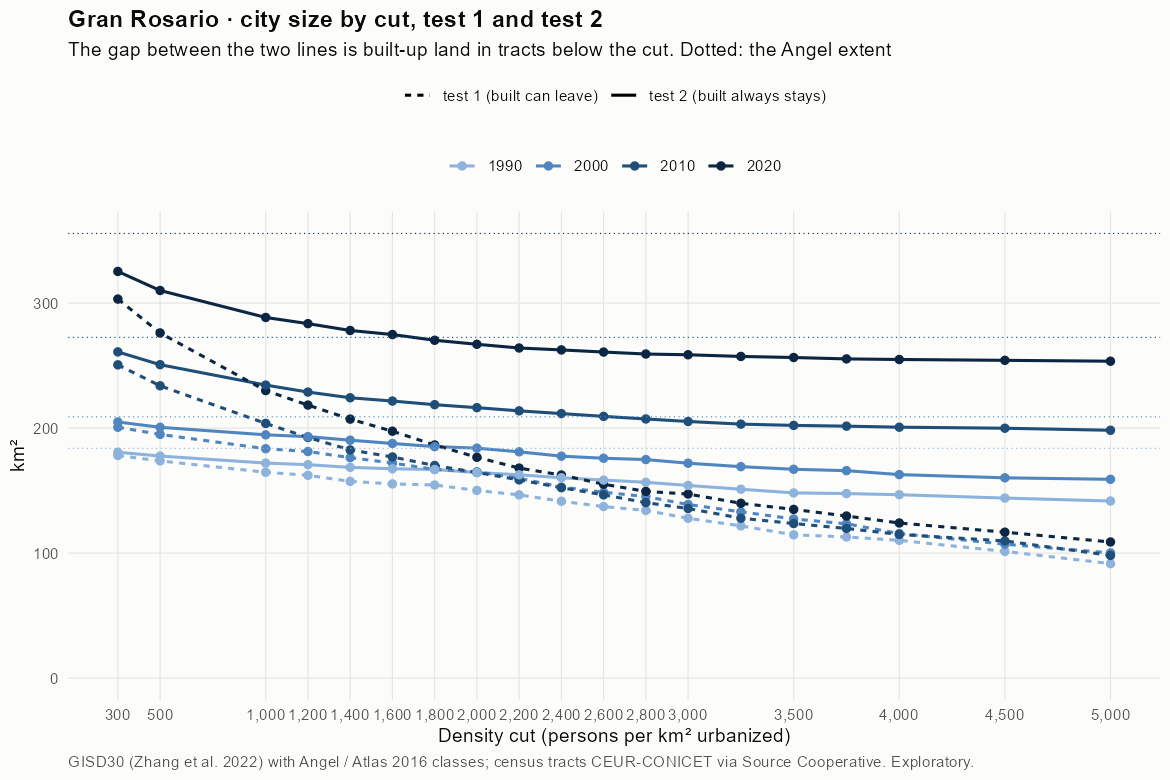 Gran Rosario · city size by cut, test 1 and test 2
The gap between the two lines is built-up land in tracts below the cut. Dotted: the Angel extent
test 1 (built can leave) test 2 (built always stays)
1990 2000 2010 2020
km²
300
200
100
0
300 500 1,000 1,200 1,400 1,600 1,800 2,000 2,200 2,400 2,600 2,800 3,000 3,500 4,000 4,500 5,000
Density cut (persons per km² urbanized)
GISD30 (Zhang et al. 2022) with Angel / Atlas 2016 classes; census tracts CEUR-CONICET via Source Cooperative. Exploratory.